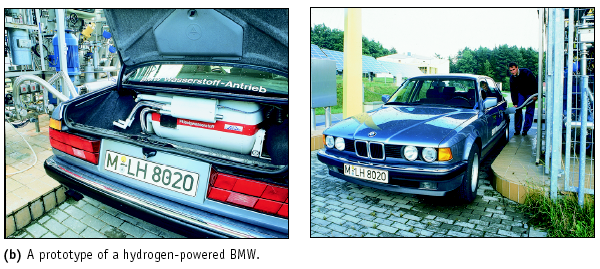 Wasserstoff-Antrieb
M-LH 8020
M-LH 8020
(b) A prototype of a hydrogen-powered BMW.